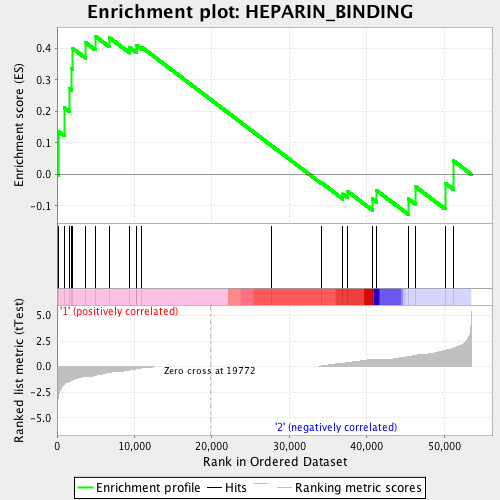 Enrichment plot: HEPARIN_BINDING
Enrichment score (ES)
0.4
0.3
0.2
0.1
0.0
-0.1
'1' (positively correlated)
Ranked list metric (tTest)
5.0
2.5
0.0
-2.5
-5.0
Zero cross at 19772
'2' (negatively correlated)
0
10,000
20,000
30,000
40,000
50,000
Rank in Ordered Dataset
Enrichment profile
Hits
Ranking metric scores